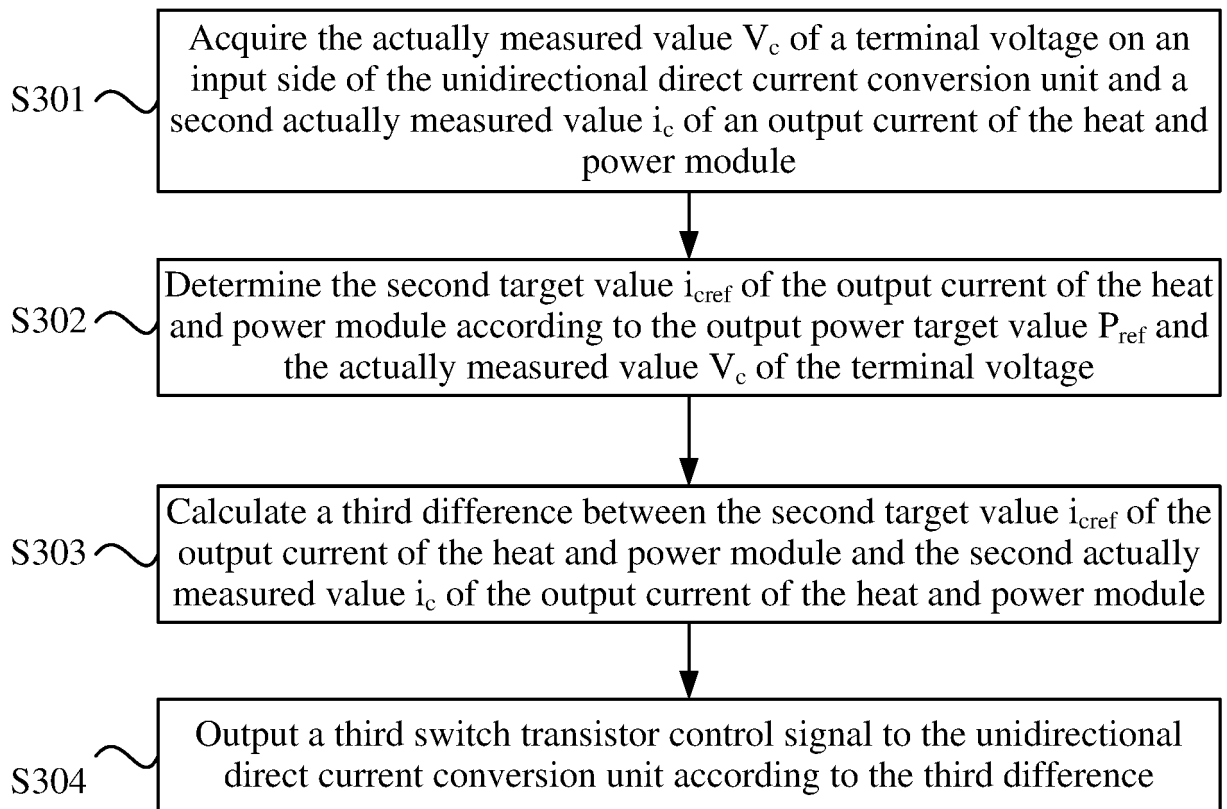 Acquire the actually measured value Vc of a terminal voltage on an
input side of the unidirectional direct current conversion unit and a
S301
second actually measured value ic of an output current of the heat and
power module
Determine the second target value icref of the output current of the heat
S302
and power module according to the output power target value Pref and
the actually measured value Vc of the terminal voltage
Calculate a third difference between the second target value icref of the
S303
output current of the heat and power module and the second actually
measured value ic of the output current of the heat and power module
Output a third switch transistor control signal to the unidirectional
S304
direct current conversion unit according to the third difference